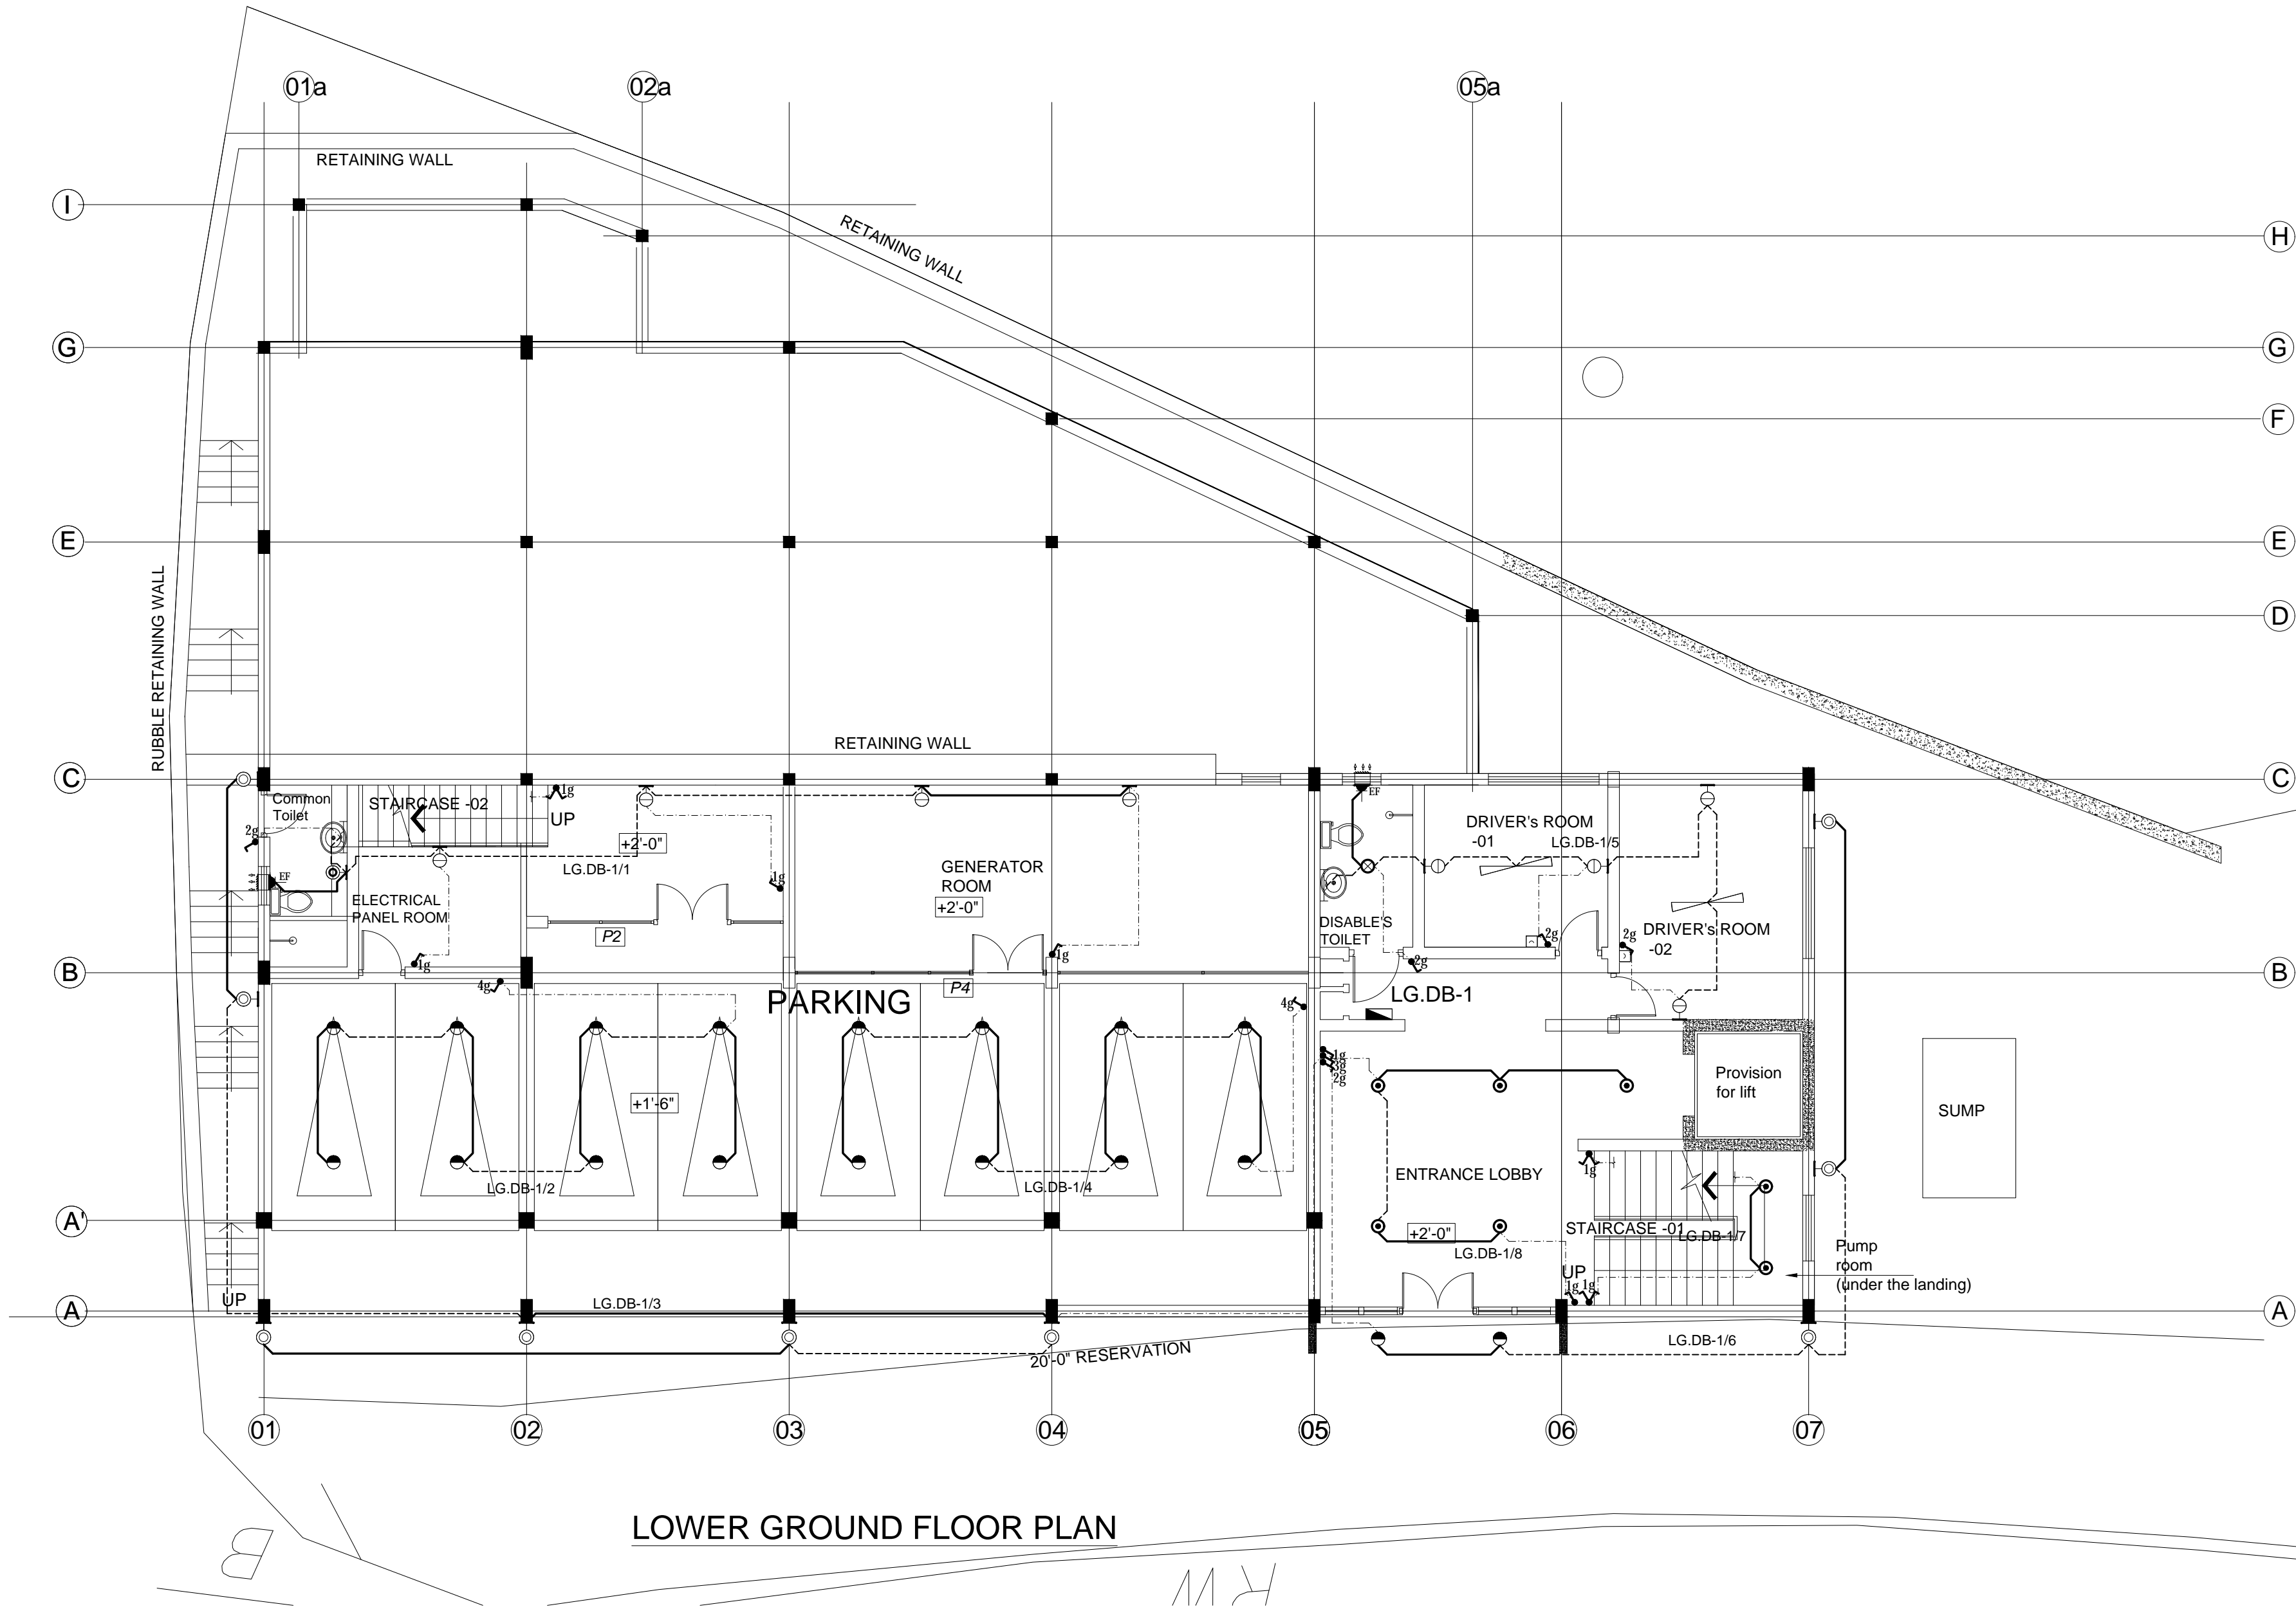 01a
02a
05a
RETAINING WALL
I
RETAINING WALL
H
G
G
F
E
E
RUBBLE RETAINING WALL
D
RETAINING WALL
C
C
Common
Toilet
STAIRCASE -02
1g
UP
EF
DRIVER's ROOM
-01
LG.DB-1/5
2g
+2'-0"
LG.DB-1/1
GENERATOR
ROOM
+2'-0"
EF
1g
ELECTRICAL
PANEL ROOM
P2
DISABLE'S
TOILET
2g
2g
DRIVER's ROOM
-02
1g
1g
2g
B
B
4g
PARKING
P4
4g
LG.DB-1
1g
3g
2g
Provision
for lift
+1'-6"
SUMP
ENTRANCE LOBBY
1g
LG.DB-1/2
LG.DB-1/4
A'
+2'-0"
STAIRCASE -01
LG.DB-1/7
LG.DB-1/8
Pump
room
(under the landing)
UP
1g
1g
UP
LG.DB-1/3
A
A
LG.DB-1/6
20'-0" RESERVATION
01
02
03
04
05
06
07
LOWER GROUND FLOOR PLAN
B